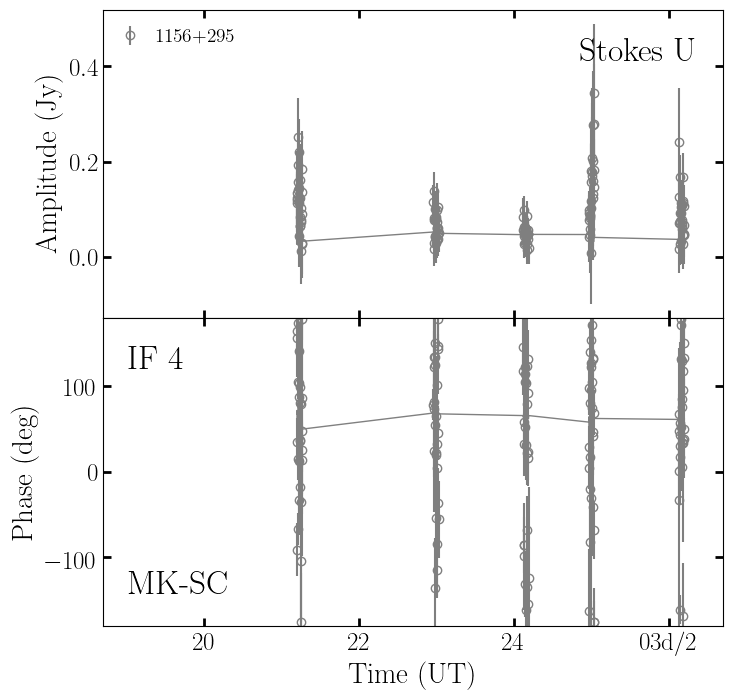 1156+295
Stokes U
Amplitude (Jy)
0.4
0.2
0.0
IF 4
Phase (deg)
100
0
−100
MK-SC
20 22 24 03d/2
Time (UT)